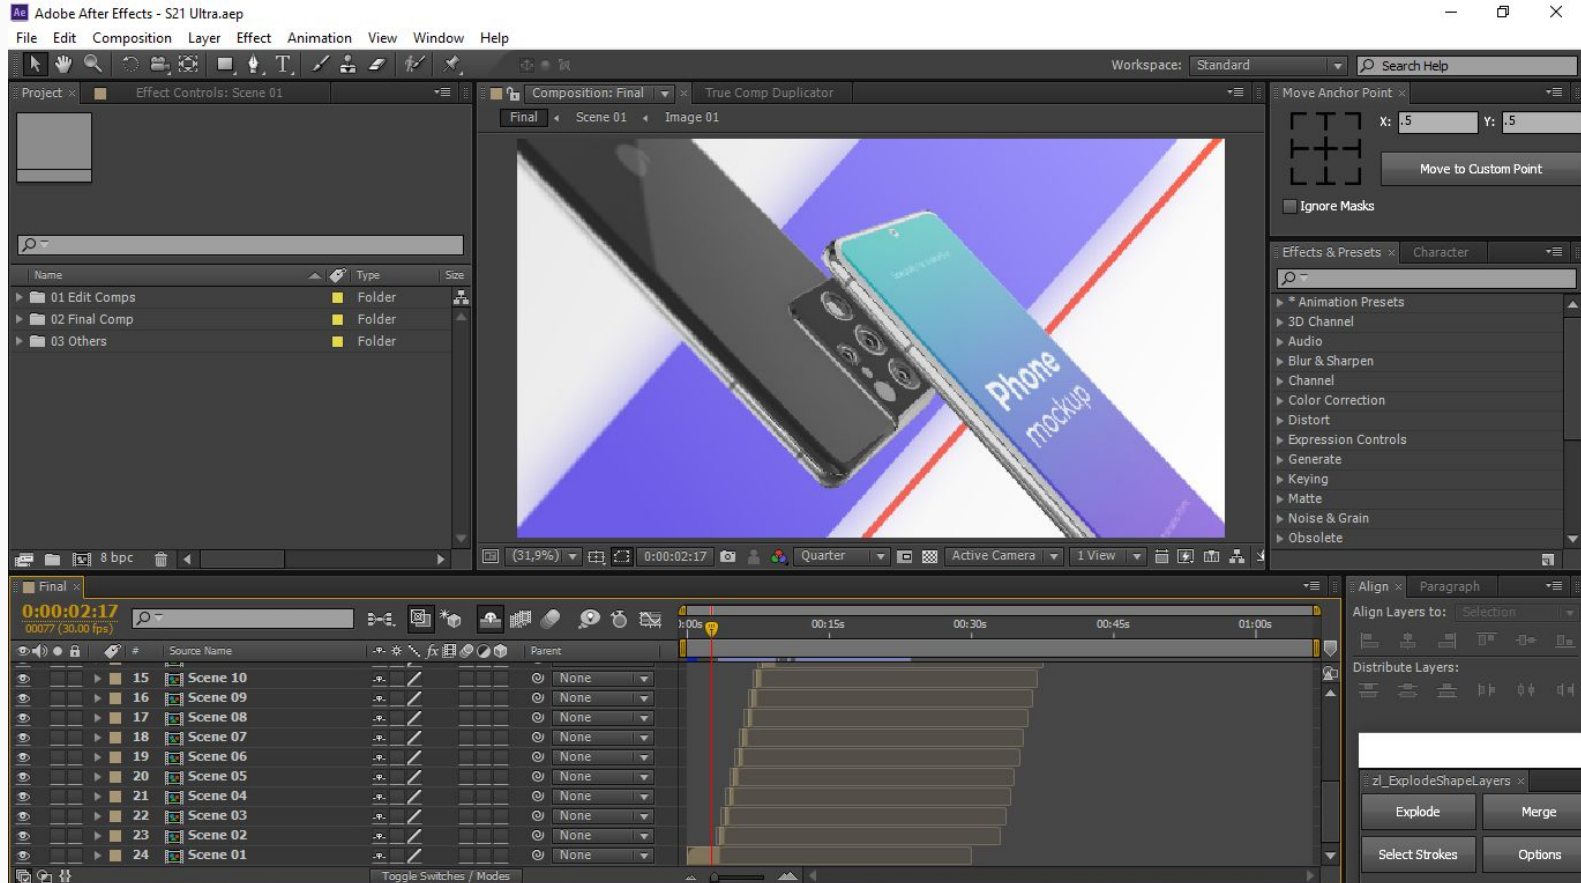 Ae Adobe After Effects - S21 Ultra.aep
File Edit Composition Layer Effect Animation View Window Help
Workspace: Standard Search Help
Project × Effect Controls: Scene 01
Composition: Final × True Comp Duplicator
Final Scene 01 Image 01
Move Anchor Point ×
X: .5 Y: .5
Move to Custom Point
Ignore Masks
Name Type Size
01 Edit Comps Folder
02 Final Comp Folder
03 Others Folder
8 bpc
Phone
mockup
(31,9%) 0:00:02:17 Quarter Active Camera 1 View
Effects & Presets × Character
* Animation Presets
3D Channel
Audio
Blur & Sharpen
Channel
Color Correction
Distort
Expression Controls
Generate
Keying
Matte
Noise & Grain
Obsolete
Final ×
0:00:02:17
00077 (30.00 fps)
):00s 00:15s 00:30s 00:45s 01:00s
# Source Name fx Parent
15 Scene 10 None
16 Scene 09 None
17 Scene 08 None
18 Scene 07 None
19 Scene 06 None
20 Scene 05 None
21 Scene 04 None
22 Scene 03 None
23 Scene 02 None
24 Scene 01 None
Toggle Switches / Modes
Align × Paragraph
Align Layers to: Selection
Distribute Layers:
zl_ExplodeShapeLayers ×
Explode Merge
Select Strokes Options